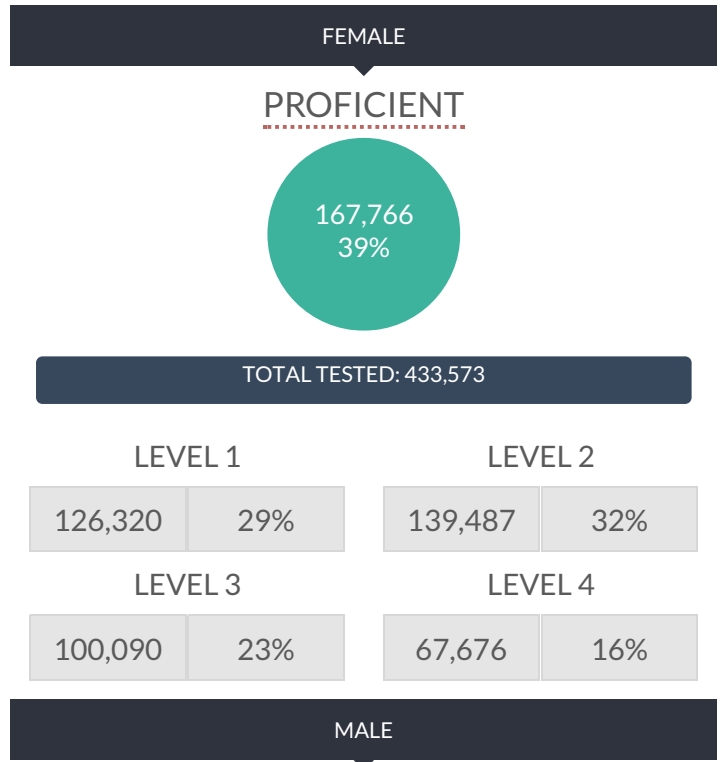 FEMALE
PROFICIENT
167,766
39%
TOTAL TESTED: 433,573
LEVEL 1
126,320 29%
LEVEL 2
139,487 32%
LEVEL 3
100,090 23%
LEVEL 4
67,676 16%
MALE